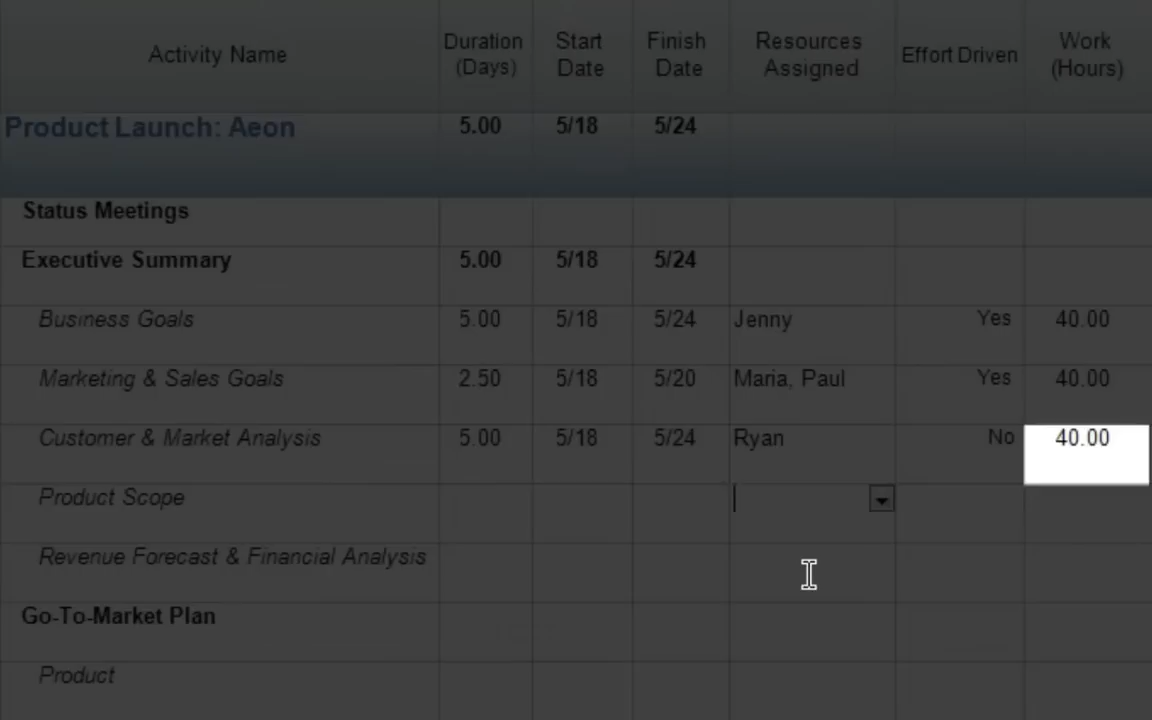 Activity Name Duration (Days) Start Date Finish Date Resources Assigned Effort Driven Work (Hours)
Product Launch: Aeon 5.00 5/18 5/24
Status Meetings
Executive Summary 5.00 5/18 5/24
Business Goals 5.00 5/18 5/24 Jenny Yes 40.00
Marketing & Sales Goals 2.50 5/18 5/20 Maria, Paul Yes 40.00
Customer & Market Analysis 5.00 5/18 5/24 Ryan No 40.00
Product Scope
Revenue Forecast & Financial Analysis
Go-To-Market Plan
Product